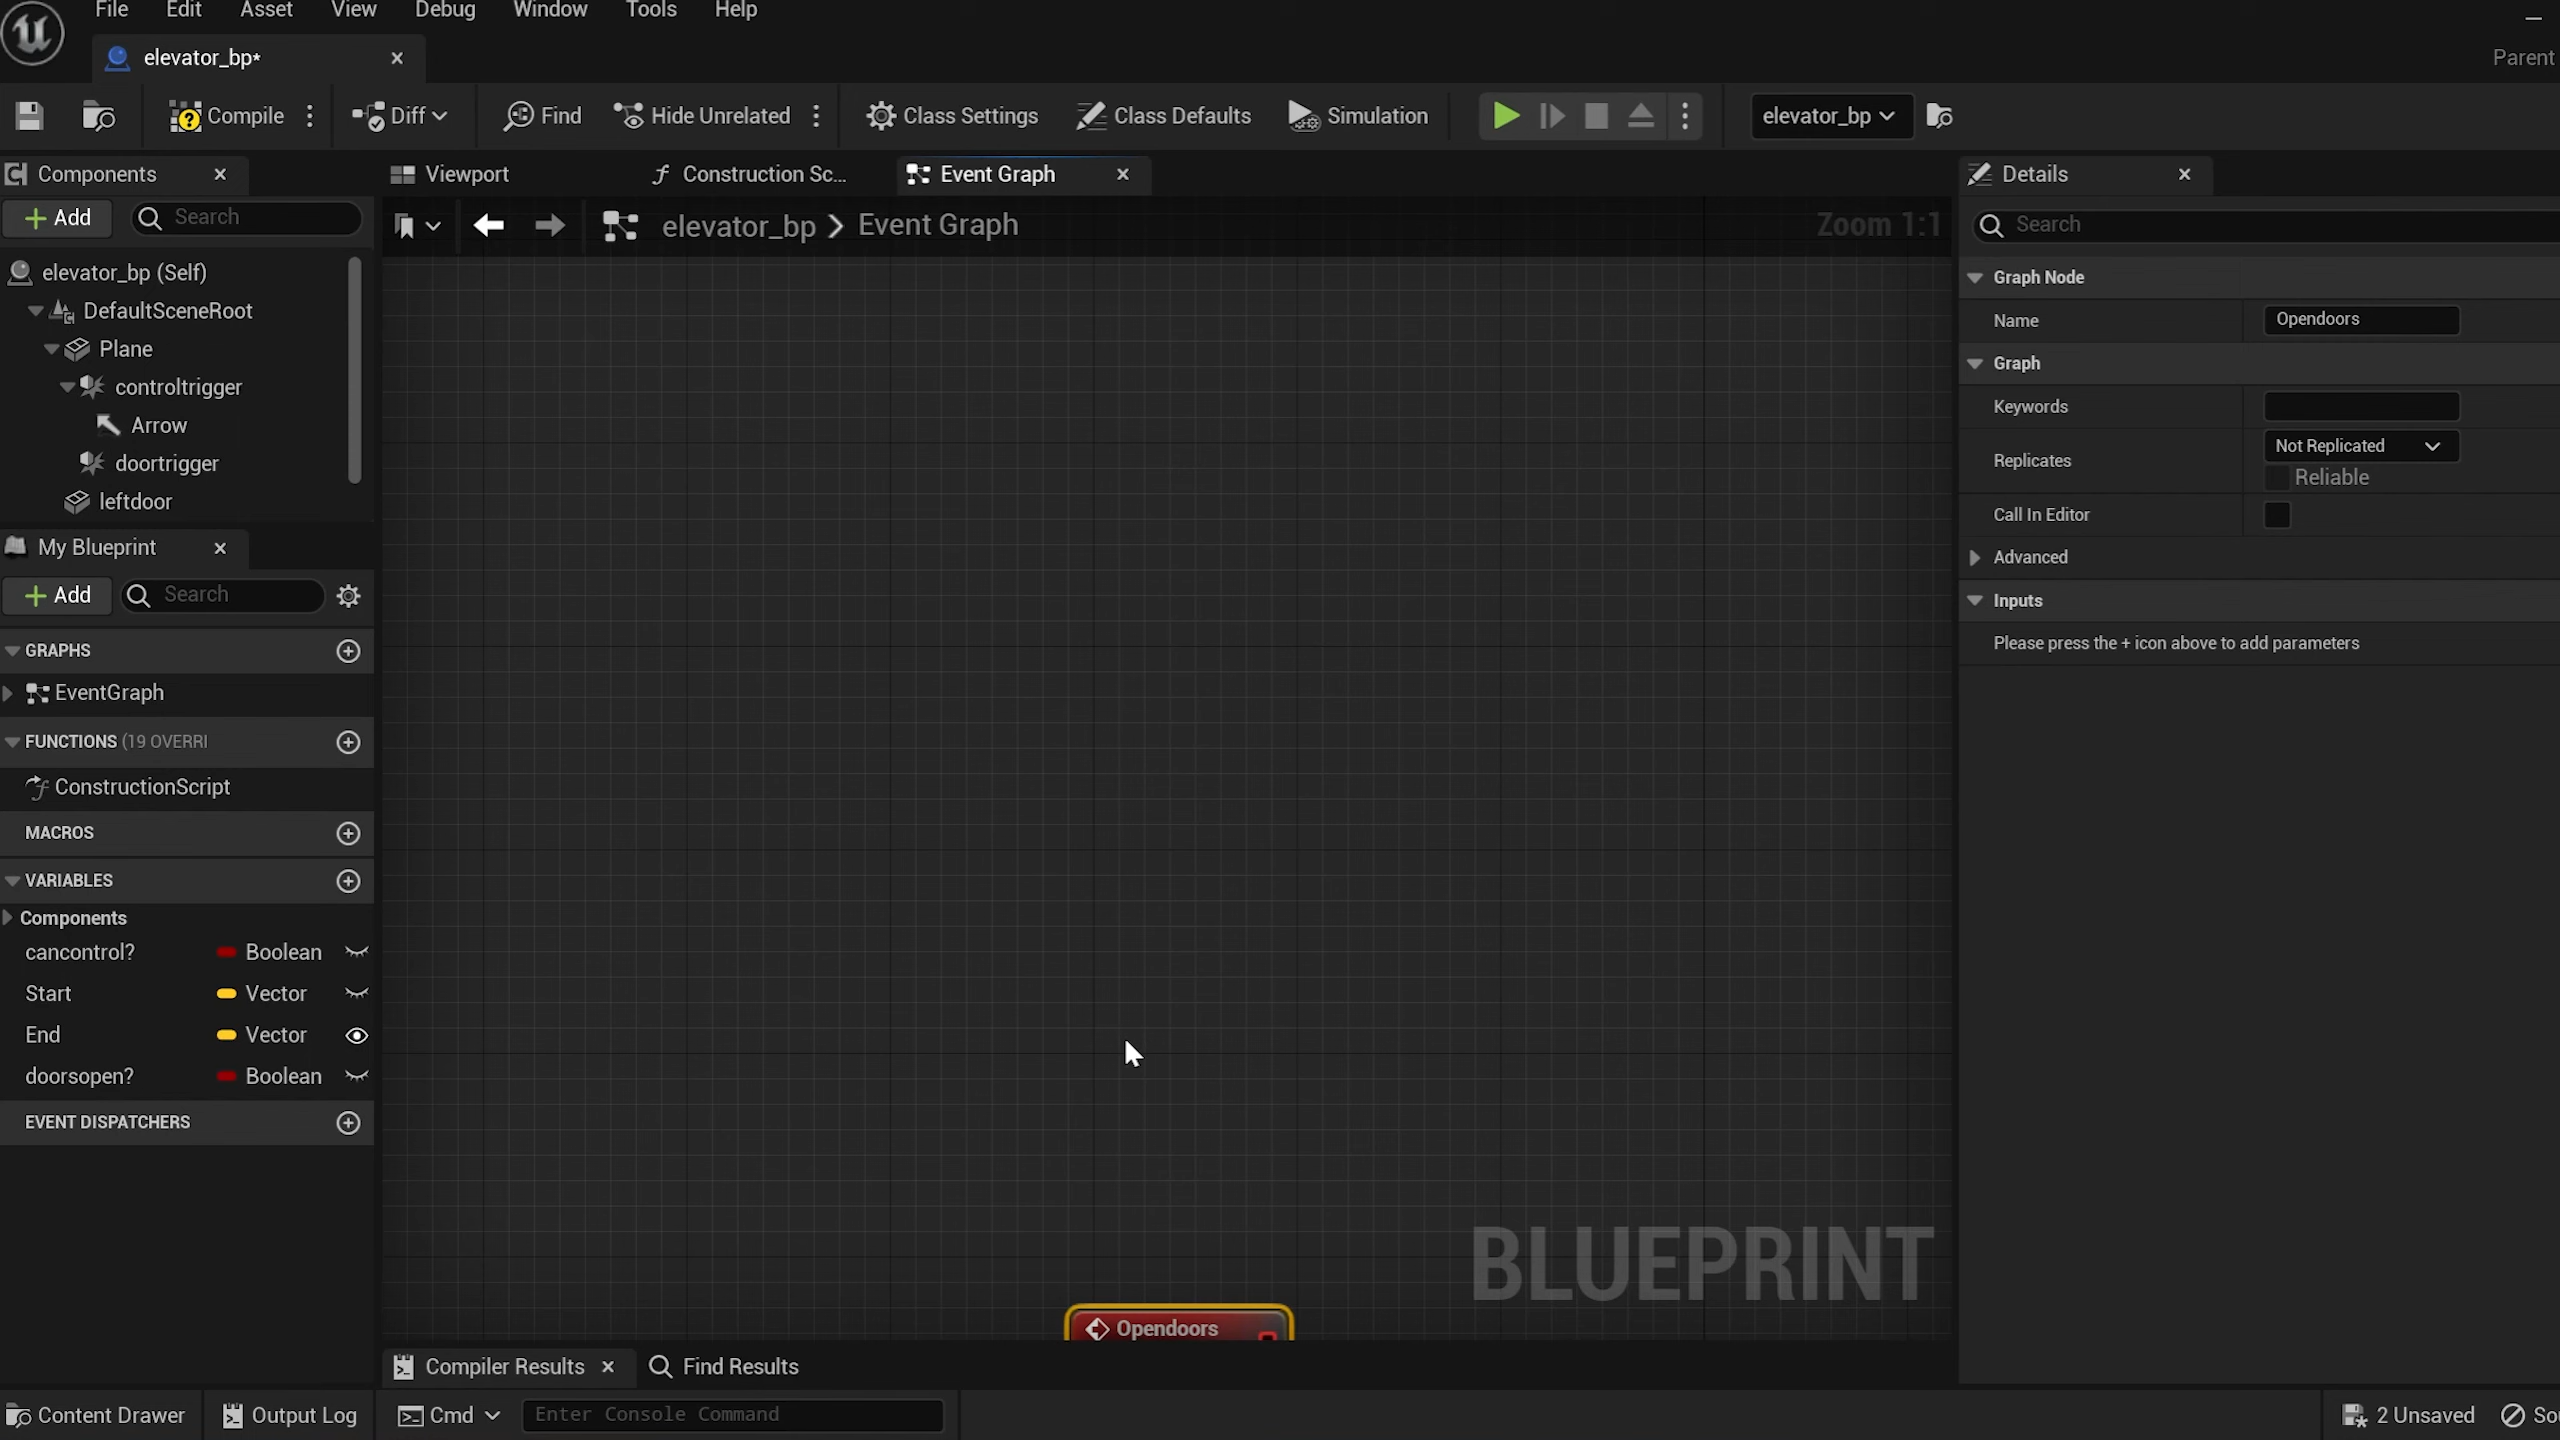 File Edit Asset View Debug Window Tools Help
elevator_bp*
Parent
Compile Diff Find Hide Unrelated Class Settings Class Defaults Simulation elevator_bp
Components
Viewport
Construction Sc...
Event Graph
Details
Add Search
elevator_bp > Event Graph
Zoom 1:1
Search
elevator_bp (Self)
DefaultSceneRoot
Plane
controltrigger
Arrow
doortrigger
leftdoor
Graph Node
Name Opendoors
Graph
Keywords
Replicates Not Replicated
Reliable
Call In Editor
Advanced
Inputs
Please press the + icon above to add parameters
My Blueprint
Add Search
GRAPHS
EventGraph
FUNCTIONS (19 OVERRI
ConstructionScript
MACROS
VARIABLES
Components
cancontrol? Boolean
Start Vector
End Vector
doorsopen? Boolean
EVENT DISPATCHERS
BLUEPRINT
Opendoors
Compiler Results Find Results
Content Drawer Output Log Cmd Enter Console Command 2 Unsaved